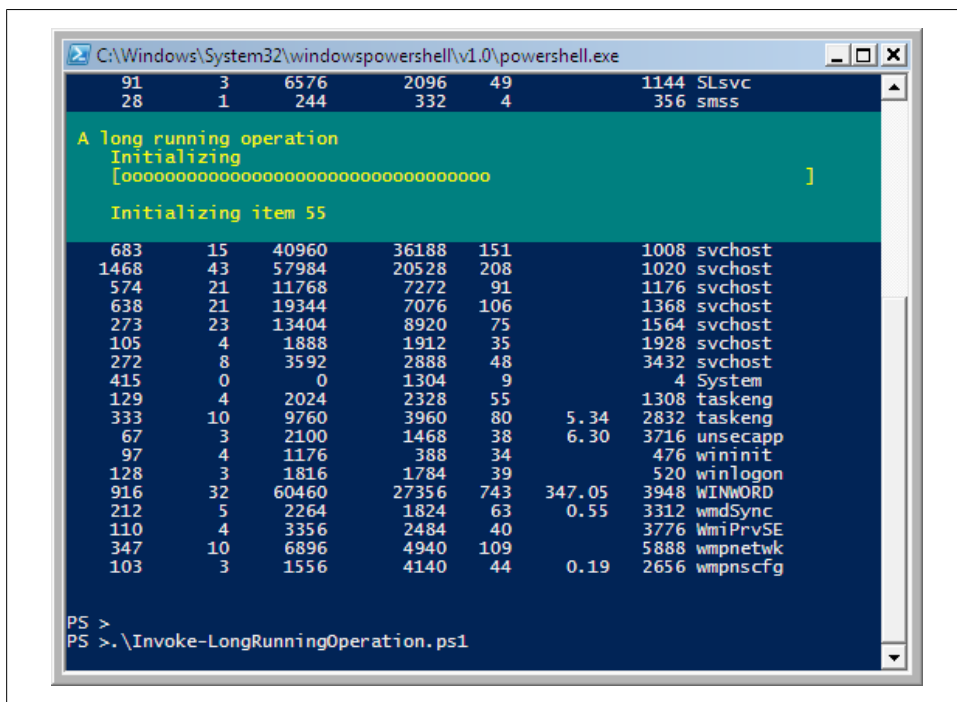 C:\Windows\System32\windowspowershell\v1.0\powershell.exe
91 3 6576 2096 49 1144 SLsvc
28 1 244 332 4 356 smss
A long running operation
Initializing
[oooooooooooooooooooooooooooooooooooo ]
Initializing item 55
683 15 40960 36188 151 1008 svchost
1468 43 57984 20528 208 1020 svchost
574 21 11768 7272 91 1176 svchost
638 21 19344 7076 106 1368 svchost
273 23 13404 8920 75 1564 svchost
105 4 1888 1912 35 1928 svchost
272 8 3592 2888 48 3432 svchost
415 0 0 1304 9 4 System
129 4 2024 2328 55 1308 taskeng
333 10 9760 3960 80 5.34 2832 taskeng
67 3 2100 1468 38 6.30 3716 unsecapp
97 4 1176 388 34 476 wininit
128 3 1816 1784 39 520 winlogon
916 32 60460 27356 743 347.05 3948 WINWORD
212 5 2264 1824 63 0.55 3312 wmdSync
110 4 3356 2484 40 3776 WmiPrvSE
347 10 6896 4940 109 5888 wmpnetwk
103 3 1556 4140 44 0.19 2656 wmpnscfg
PS >
PS >.\Invoke-LongRunningOperation.ps1